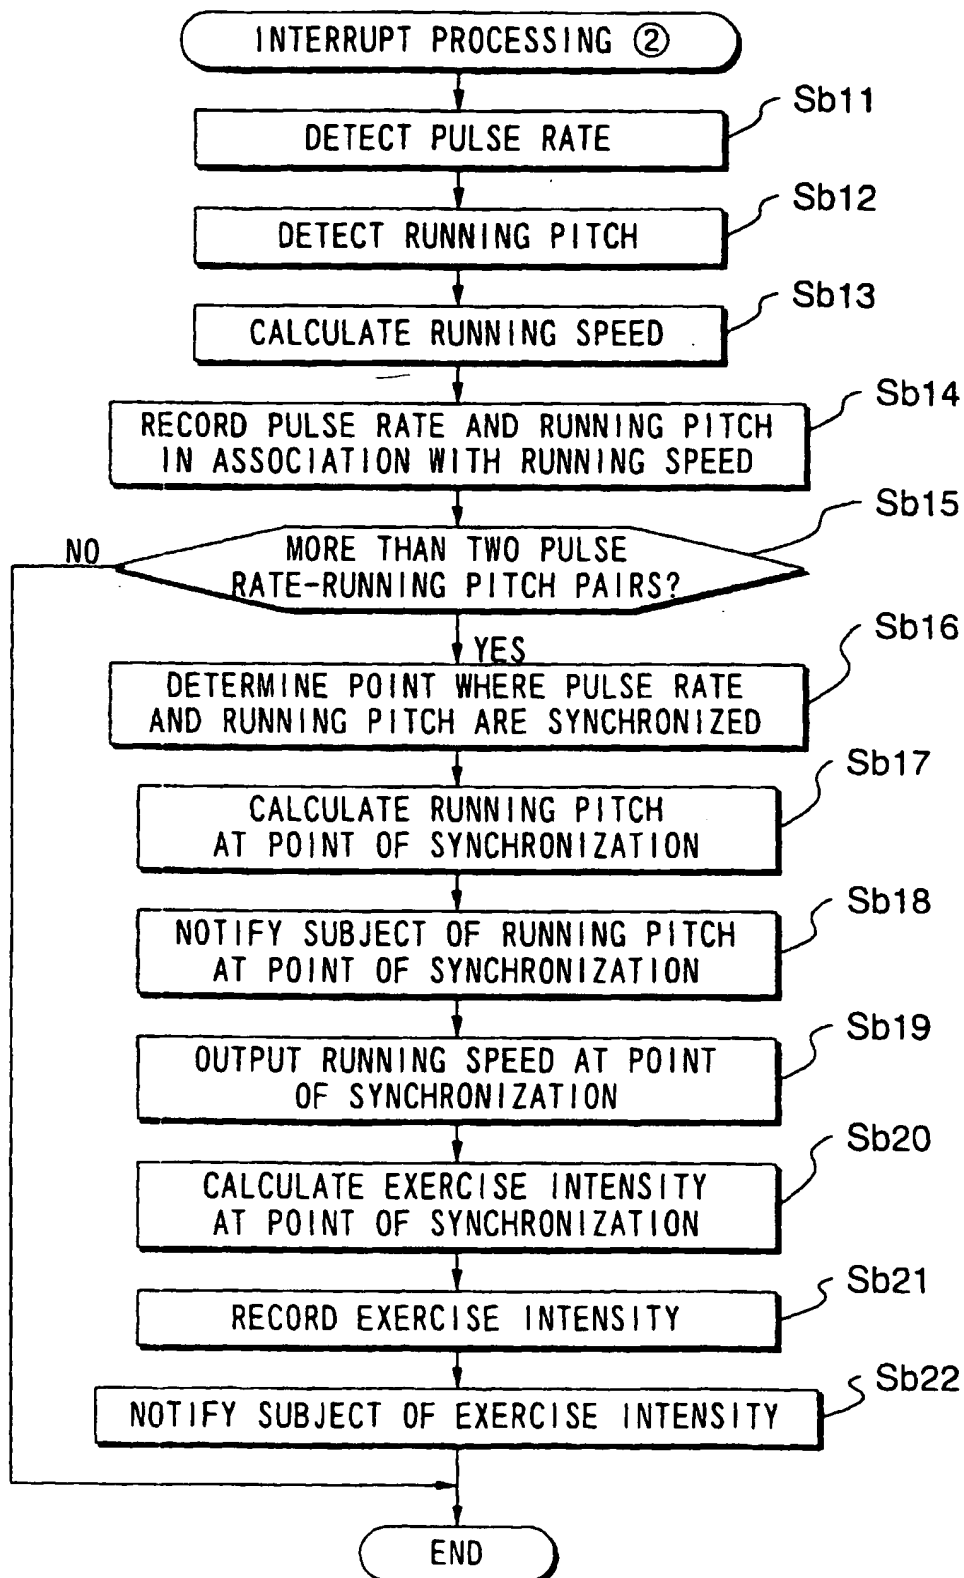 INTERRUPT PROCESSING ②
Sb11
DETECT PULSE RATE
Sb12
DETECT RUNNING PITCH
Sb13
CALCULATE RUNNING SPEED
Sb14
RECORD PULSE RATE AND RUNNING PITCH
IN ASSOCIATION WITH RUNNING SPEED
Sb15
NO
MORE THAN TWO PULSE
RATE-RUNNING PITCH PAIRS?
YES
Sb16
DETERMINE POINT WHERE PULSE RATE
AND RUNNING PITCH ARE SYNCHRONIZED
Sb17
CALCULATE RUNNING PITCH
AT POINT OF SYNCHRONIZATION
Sb18
NOTIFY SUBJECT OF RUNNING PITCH
AT POINT OF SYNCHRONIZATION
Sb19
OUTPUT RUNNING SPEED AT POINT
OF SYNCHRONIZATION
Sb20
CALCULATE EXERCISE INTENSITY
AT POINT OF SYNCHRONIZATION
Sb21
RECORD EXERCISE INTENSITY
Sb22
NOTIFY SUBJECT OF EXERCISE INTENSITY
END